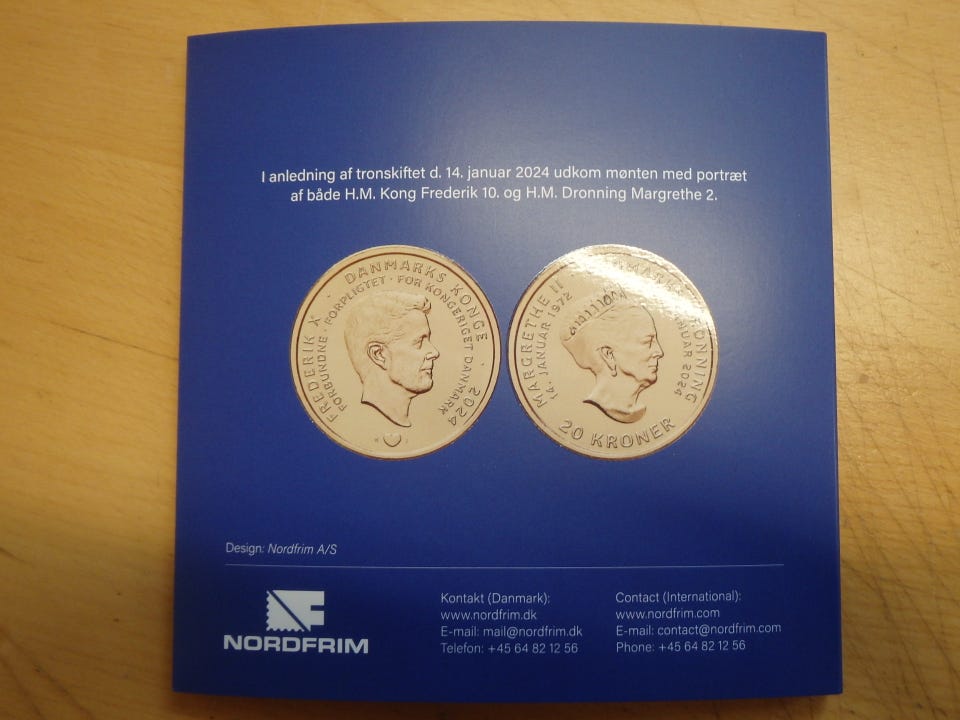 I anledning af tronskiftet d. 14. januar 2024 udkom mønten med portræt
af både H.M. Kong Frederik 10. og H.M. Dronning Margrethe 2.
FREDERIK X · DANMARKS KONGE · 2024
FORBUNDNE · FORPLIGTET · FOR KONGERIGET DANMARK
MARGRETHE II
14. JANUAR 1972
20 KRONER
Design: Nordfrim A/S
NORDFRIM
Kontakt (Danmark):
www.nordfrim.dk
E-mail: mail@nordfrim.dk
Telefon: +45 64 82 12 56
Contact (International):
www.nordfrim.com
E-mail: contact@nordfrim.com
Phone: +45 64 82 12 56